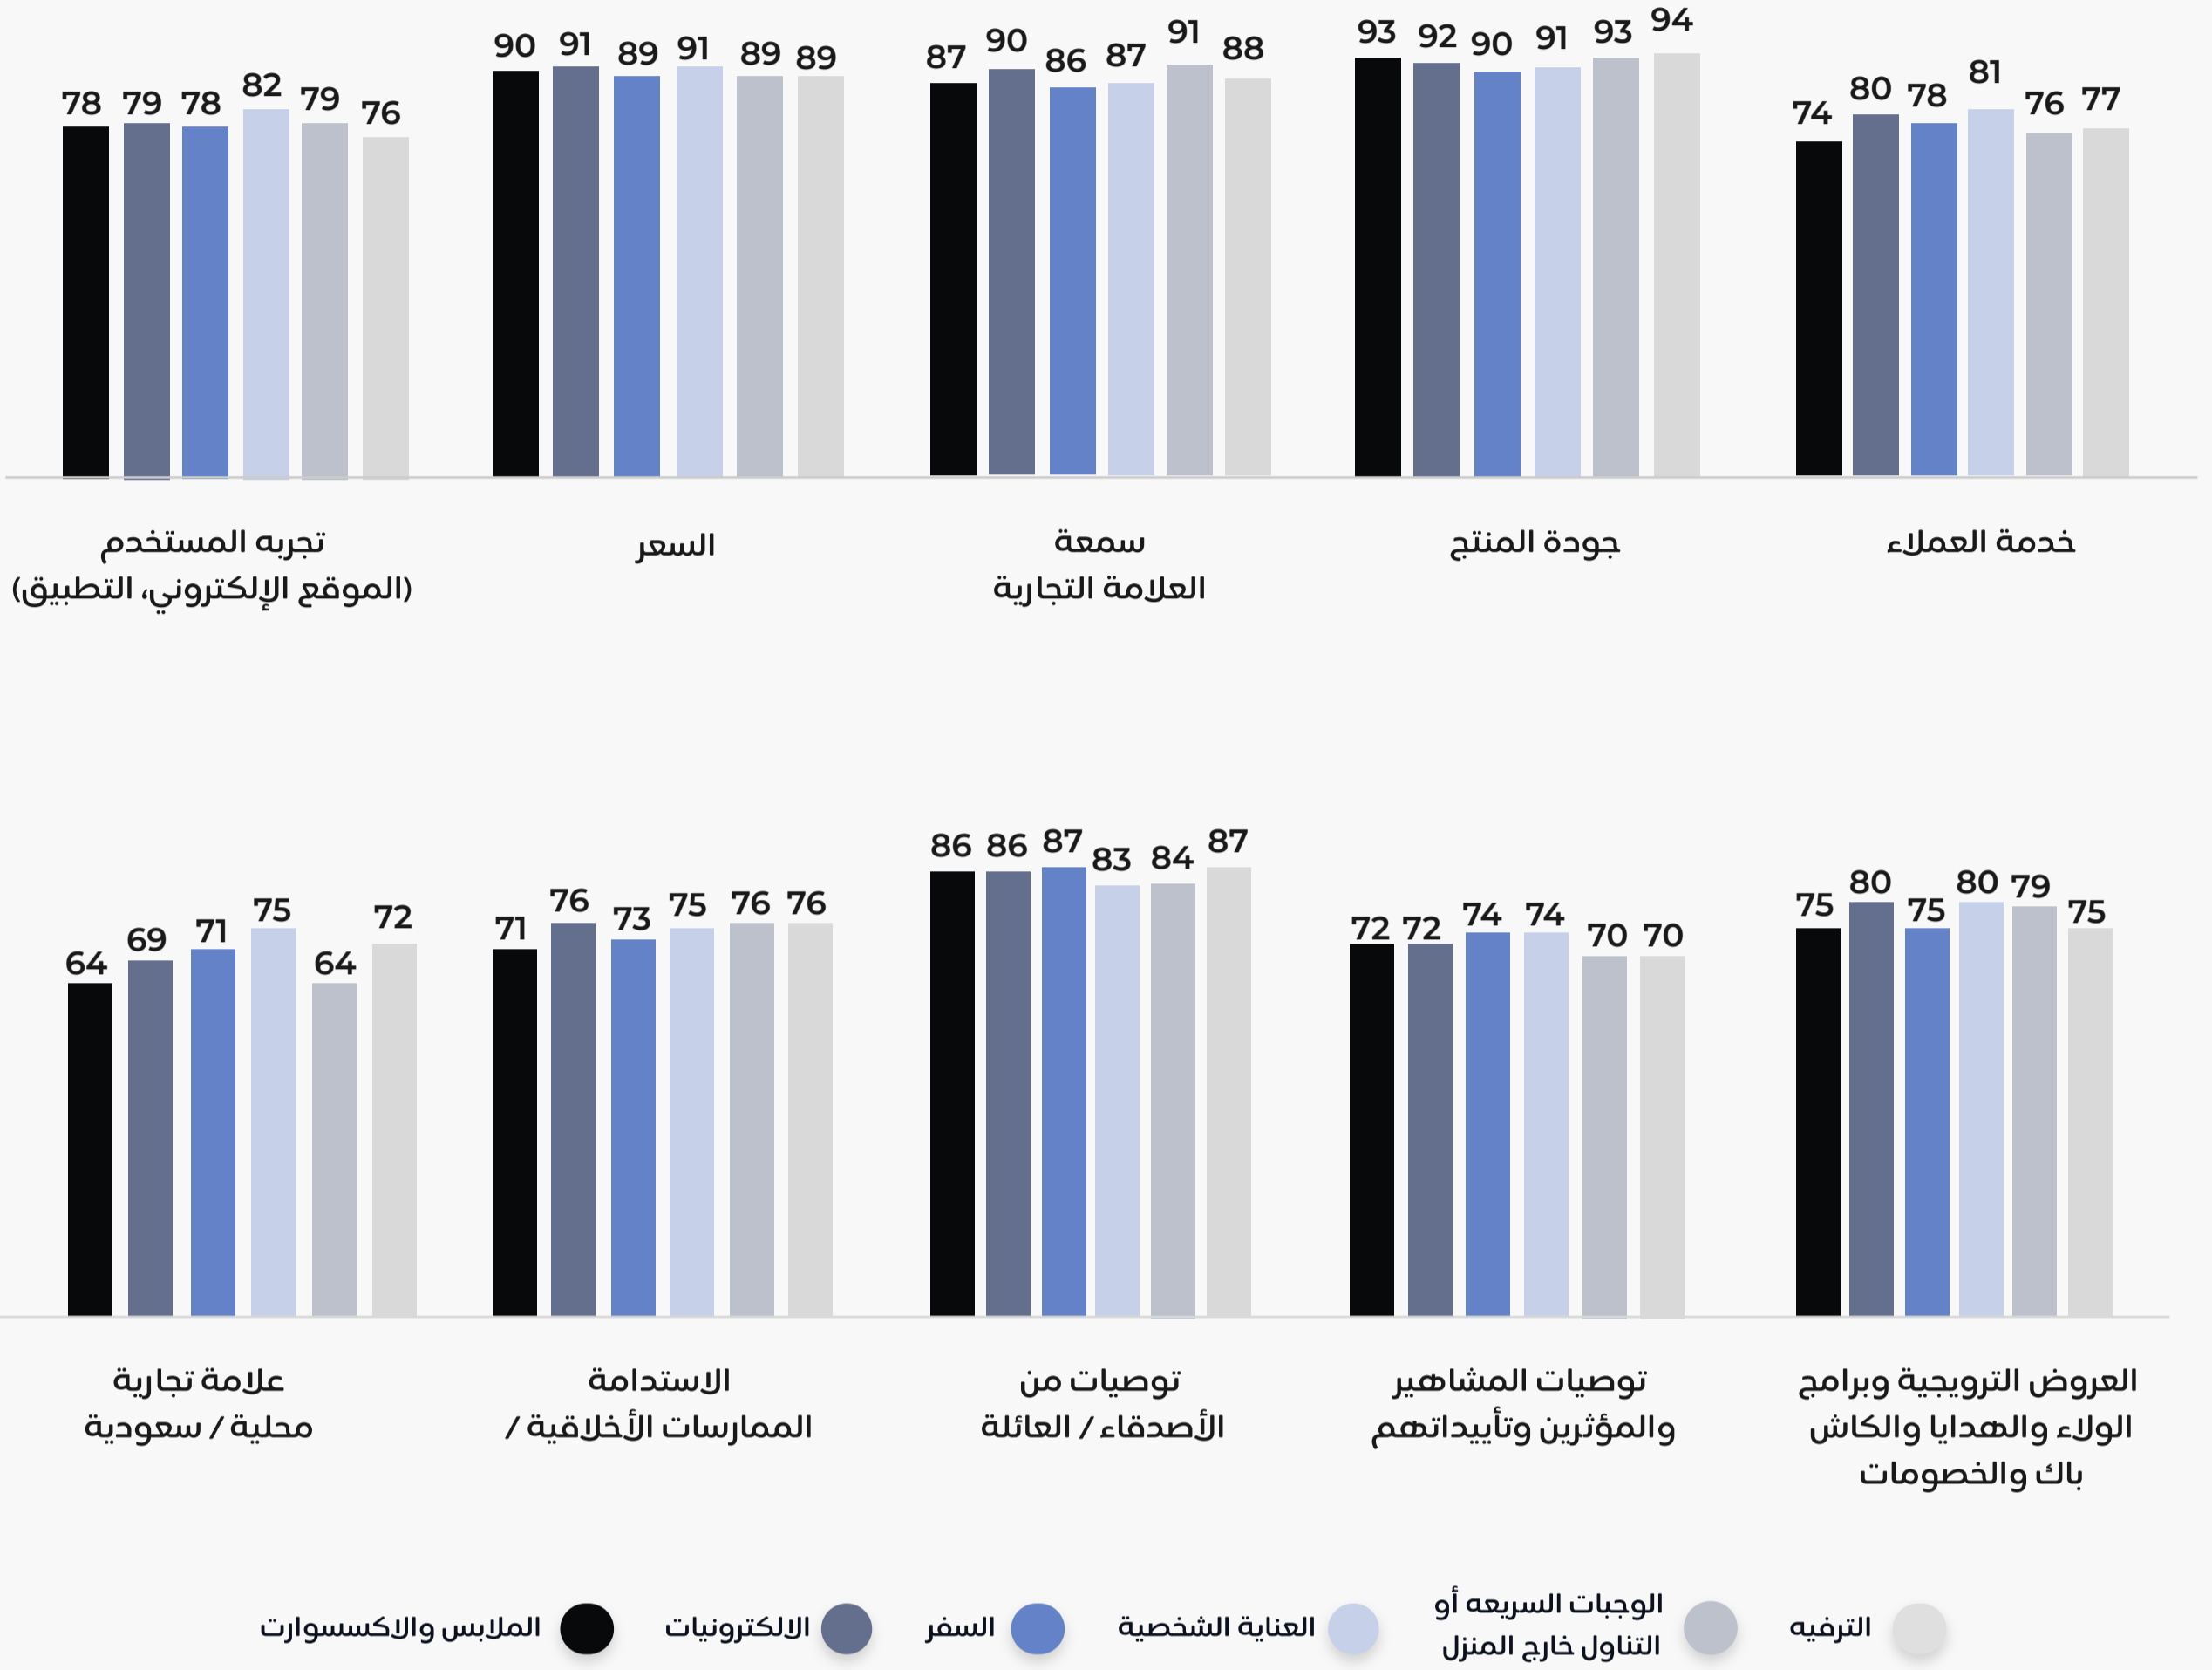 78 79 78 82 79 76
90 91 89 91 89 89
87 90 86 87 91 88
93 92 90 91 93 94
74 80 78 81 76 77
تجربه المستخدم
(الموقع الإلكتروني، التطبيق)
السعر
سمعة
العلامة التجارية
جودة المنتج
خدمة العملاء
64 69 71 75 64 72
71 76 73 75 76 76
86 86 87 83 84 87
72 72 74 74 70 70
75 80 75 80 79 75
علامة تجارية
محلية / سعودية
الاستدامة
الممارسات الأخلاقية /
توصيات من
الأصدقاء / العائلة
توصيات المشاهير
والمؤثرين وتأييداتهم
العروض الترويجية وبرامج
الولاء والهدايا والكاش
باك والخصومات
الملابس والاكسسوارت
الالكترونيات
السفر
العناية الشخصية
الوجبات السريعه أو
التناول خارج المنزل
الترفيه